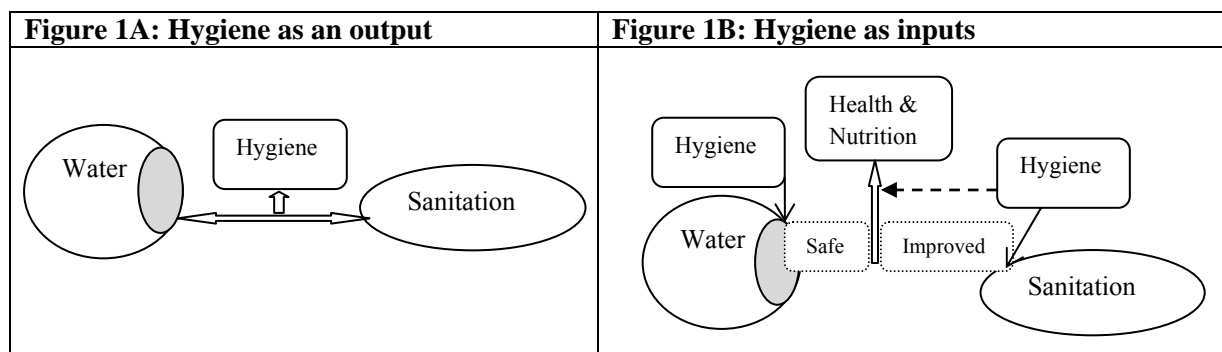 Figure 1A: Hygiene as an output
Water
Hygiene
Sanitation
Figure 1B: Hygiene as inputs
Hygiene
Health &
Nutrition
Hygiene
Water
Safe
Improved
Sanitation